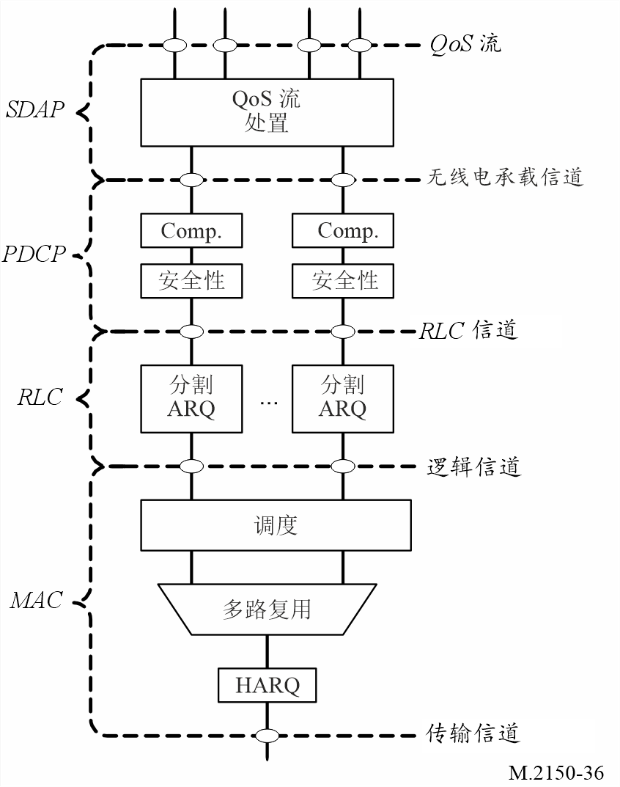 QoS 流
SDAP
QoS 流
处置
无线电承载信道
Comp.
Comp.
PDCP
安全性
安全性
RLC 信道
分割
ARQ
...
分割
ARQ
RLC
逻辑信道
调度
MAC
多路复用
HARQ
传输信道
M.2150-36